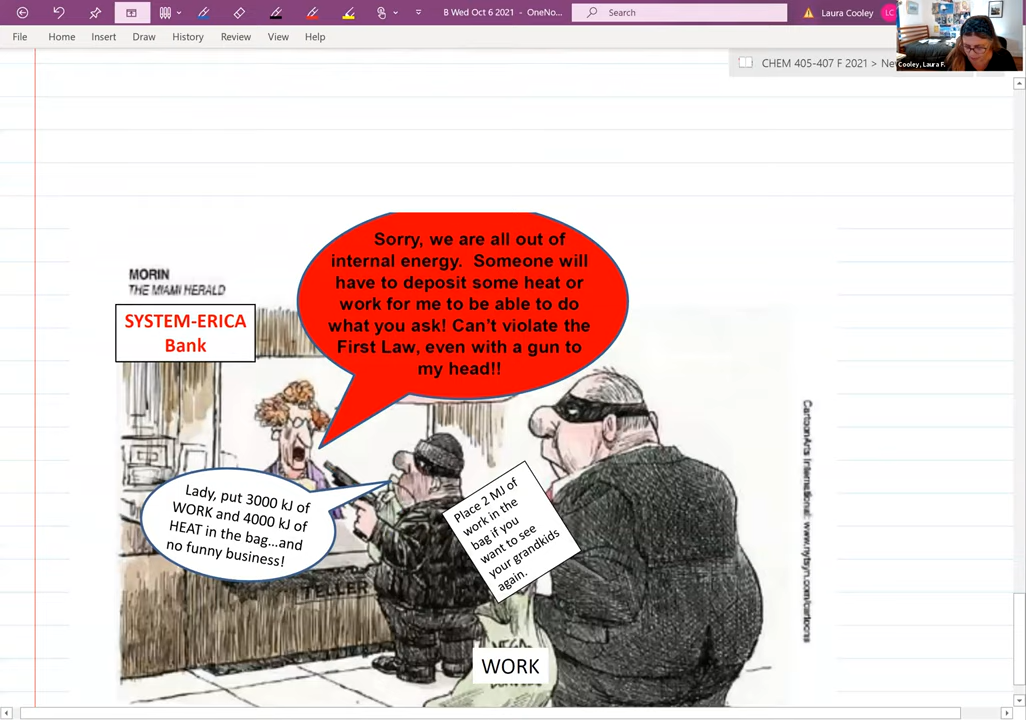 B Wed Oct 6 2021 - OneNo...
Search
Laura Cooley
LC
File
Home
Insert
Draw
History
Review
View
Help
CHEM 405-407 F 2021 > Ne
Cooley, Laura F.
Sorry, we are all out of
internal energy. Someone will
have to deposit some heat or
work for me to be able to do
what you ask! Can't violate the
First Law, even with a gun to
my head!!
MORIN
THE MIAMI HERALD
SYSTEM-ERICA
Bank
Lady, put 3000 kJ of
WORK and 4000 kJ of
HEAT in the bag...and
no funny business!
Place 2 MJ of
work in the
bag if you
want to see
your grandkids
again.
TELLER
WORK
CartoonArts International: www.nytsyn.com/cartoons